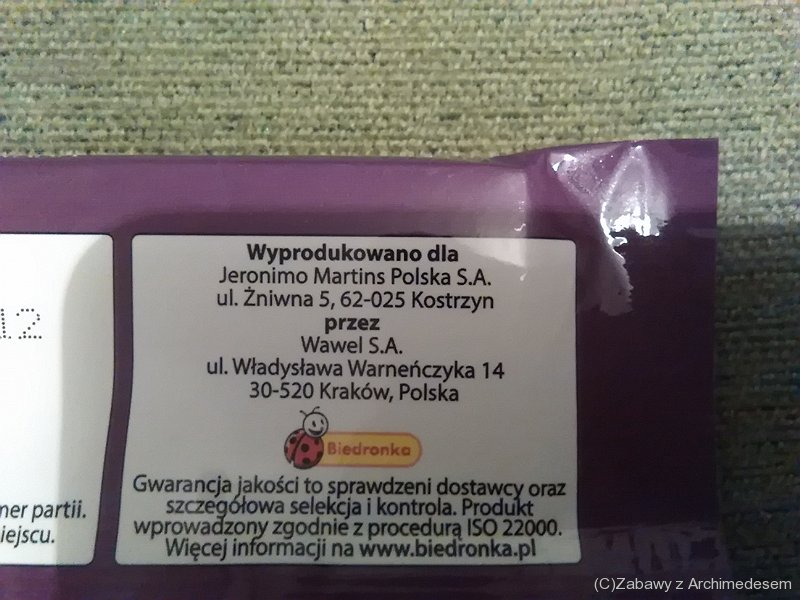 12
ner partii.
iejscu.
Wyprodukowano dla
Jeronimo Martins Polska S.A.
ul. Żniwna 5, 62-025 Kostrzyn
przez
Wawel S.A.
ul. Władysława Warneńczyka 14
30-520 Kraków, Polska
Biedronka
Gwarancja jakości to sprawdzeni dostawcy oraz
szczegółowa selekcja i kontrola. Produkt
wprowadzony zgodnie z procedurą ISO 22000.
Więcej informacji na www.biedronka.pl
(C)Zabawy z Archimedesem